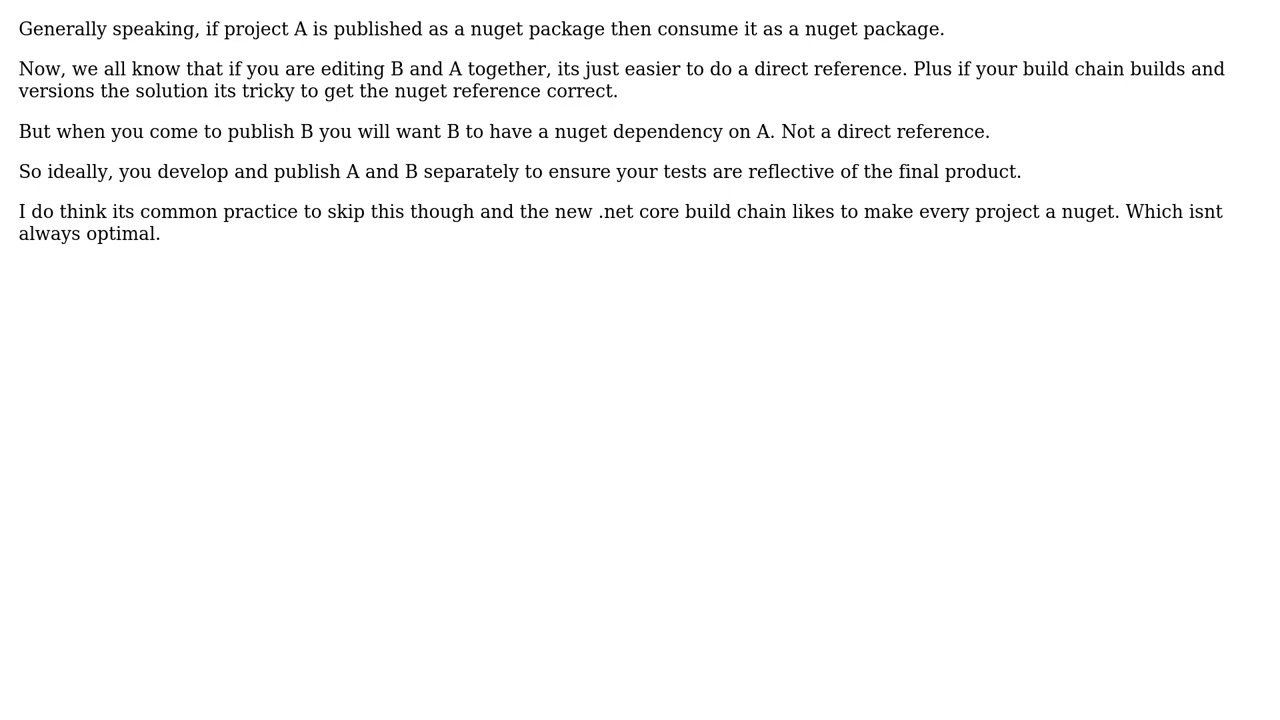 Generally speaking, if project A is published as a nuget package then consume it as a nuget package.
Now, we all know that if you are editing B and A together, its just easier to do a direct reference. Plus if your build chain builds and
versions the solution its tricky to get the nuget reference correct.
But when you come to publish B you will want B to have a nuget dependency on A. Not a direct reference.
So ideally, you develop and publish A and B separately to ensure your tests are reflective of the final product.
I do think its common practice to skip this though and the new .net core build chain likes to make every project a nuget. Which isnt
always optimal.